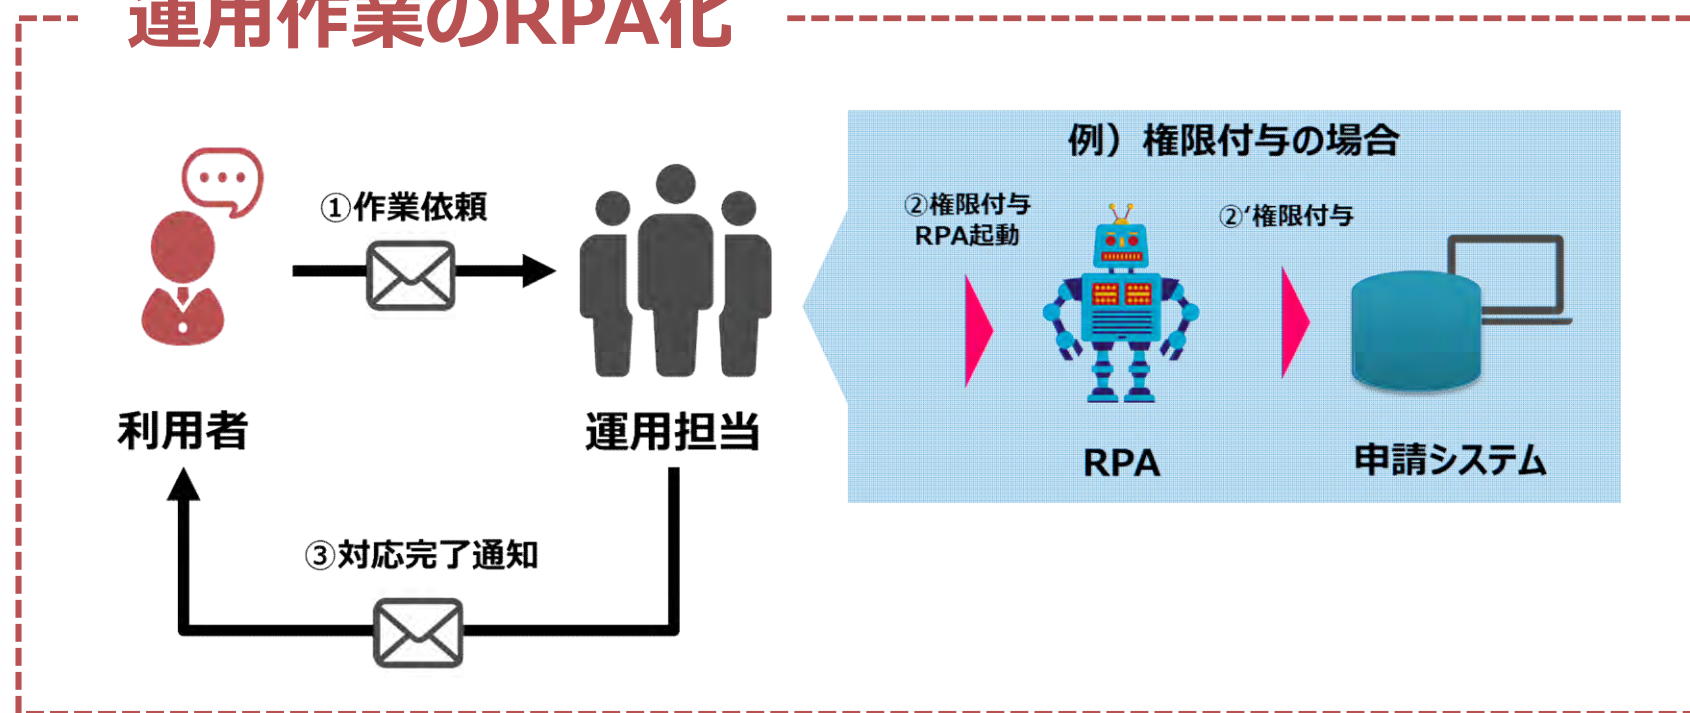 運用作業のRPA化
例）権限付与の場合
①作業依頼
②権限付与
RPA起動
②‘権限付与
利用者
運用担当
RPA
申請システム
③対応完了通知